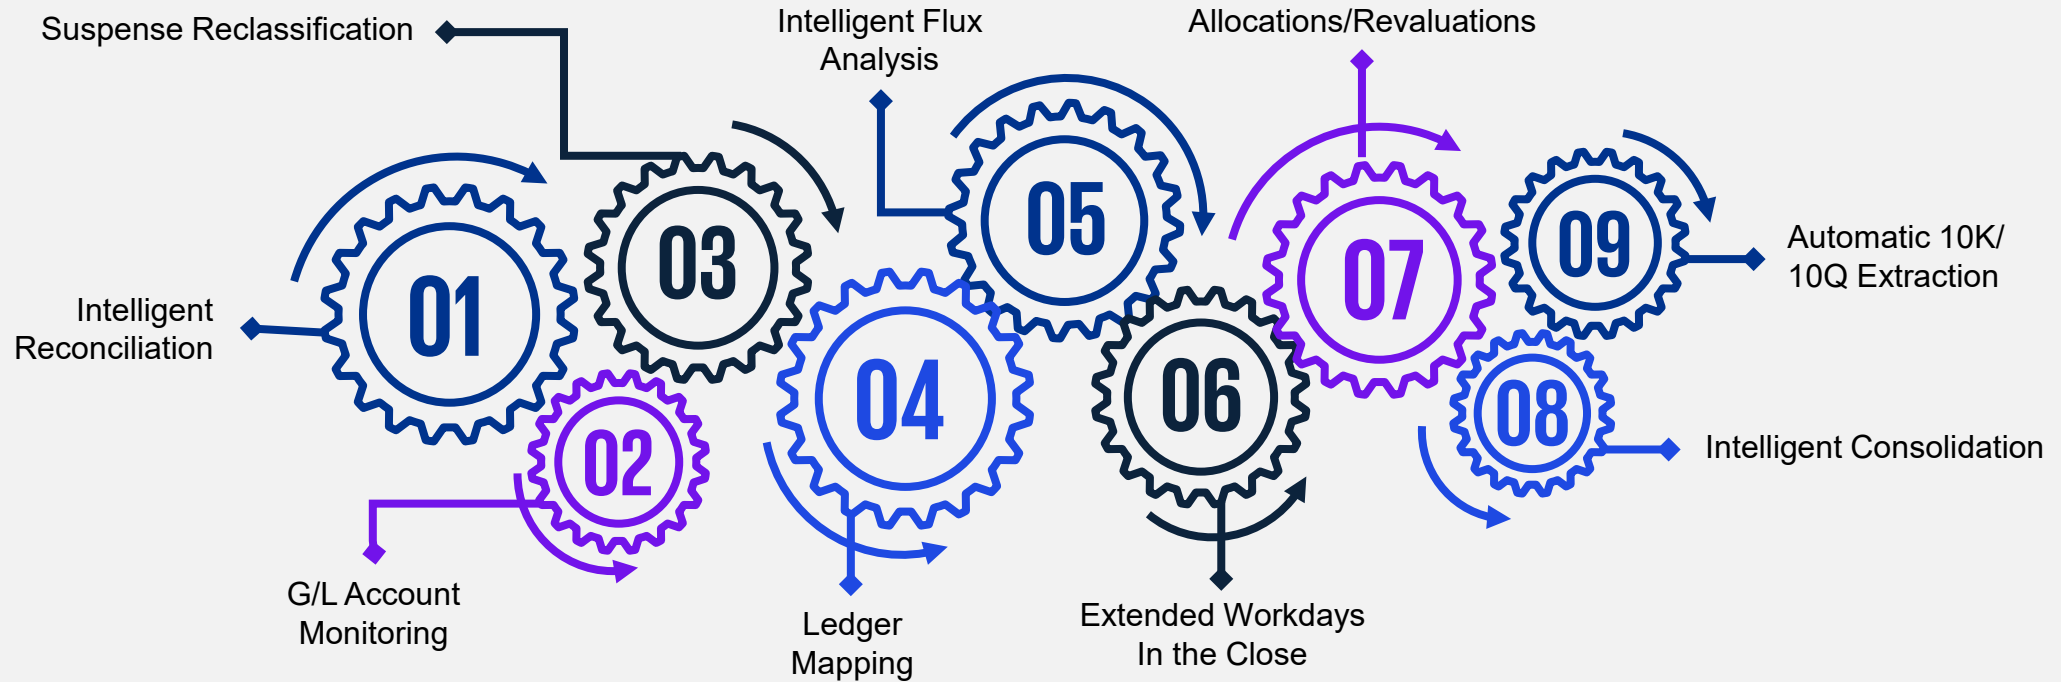 Suspense Reclassification
Intelligent Flux
Analysis
Allocations/Revaluations
Intelligent
Reconciliation
01
02
03
04
05
06
07
08
09
Automatic 10K/
10Q Extraction
Intelligent Consolidation
G/L Account
Monitoring
Ledger
Mapping
Extended Workdays
In the Close